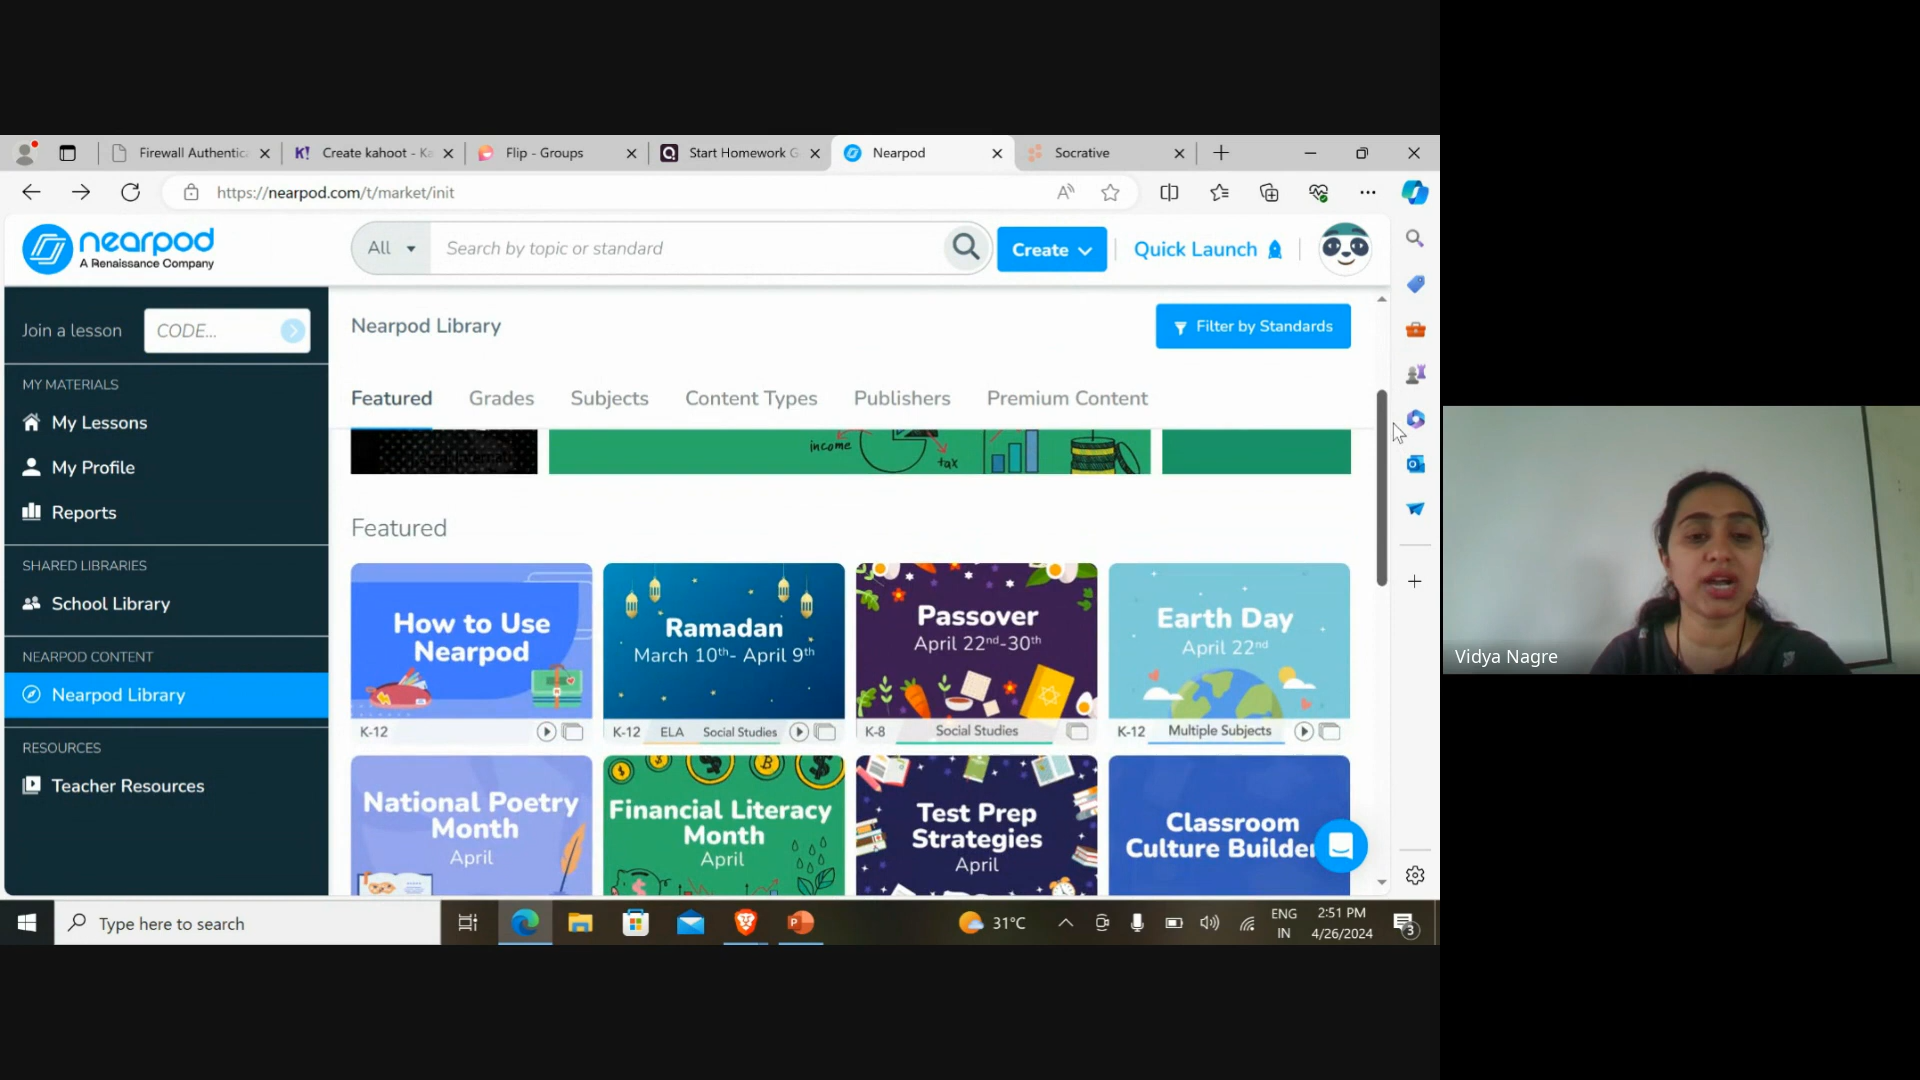 Firewall Authentic
K! Create kahoot - Ka
Flip - Groups
Start Homework G
Nearpod
Socrative
https://nearpod.com/t/market/init
nearpod
A Renaissance Company
All
Search by topic or standard
Create
Quick Launch
Join a lesson
CODE...
Nearpod Library
Filter by Standards
MY MATERIALS
My Lessons
My Profile
Reports
SHARED LIBRARIES
School Library
NEARPOD CONTENT
Nearpod Library
RESOURCES
Teacher Resources
Featured
Grades
Subjects
Content Types
Publishers
Premium Content
income
tax
Featured
How to Use
Nearpod
K-12
Ramadan
March 10th- April 9th
K-12 ELA Social Studies
Passover
April 22nd-30th
K-8 Social Studies
Earth Day
April 22nd
K-12 Multiple Subjects
National Poetry
Month
April
Financial Literacy
Month
April
Test Prep
Strategies
April
Classroom
Culture Builder
Vidya Nagre
Type here to search
31°C
ENG
IN
2:51 PM
4/26/2024
3